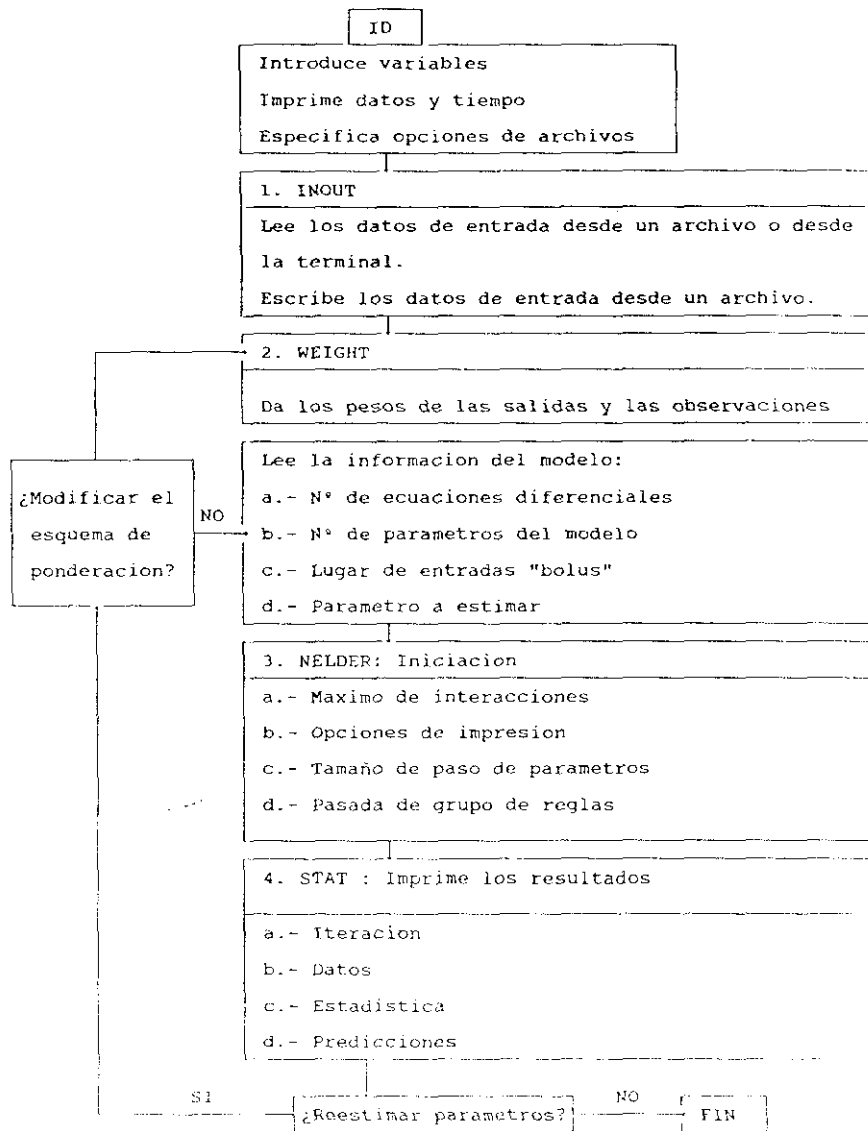 ID
Introduce variables
Imprime datos y tiempo
Especifica opciones de archivos
1. INOUT
Lee los datos de entrada desde un archivo o desde
la terminal.
Escribe los datos de entrada desde un archivo.
2. WEIGHT
Da los pesos de las salidas y las observaciones
¿Modificar el
esquema de
ponderacion?
NO
Lee la informacion del modelo:
a.- Nº de ecuaciones diferenciales
b.- Nº de parametros del modelo
c.- Lugar de entradas "bolus"
d.- Parametro a estimar
3. NELDER: Iniciacion
a.- Maximo de interacciones
b.- Opciones de impresion
c.- Tamaño de paso de parametros
d.- Pasada de grupo de reglas
4. STAT : Imprime los resultados
a.- Iteracion
b.- Datos
c.- Estadistica
d.- Predicciones
SI
¿Reestimar parametros?
NO
FIN